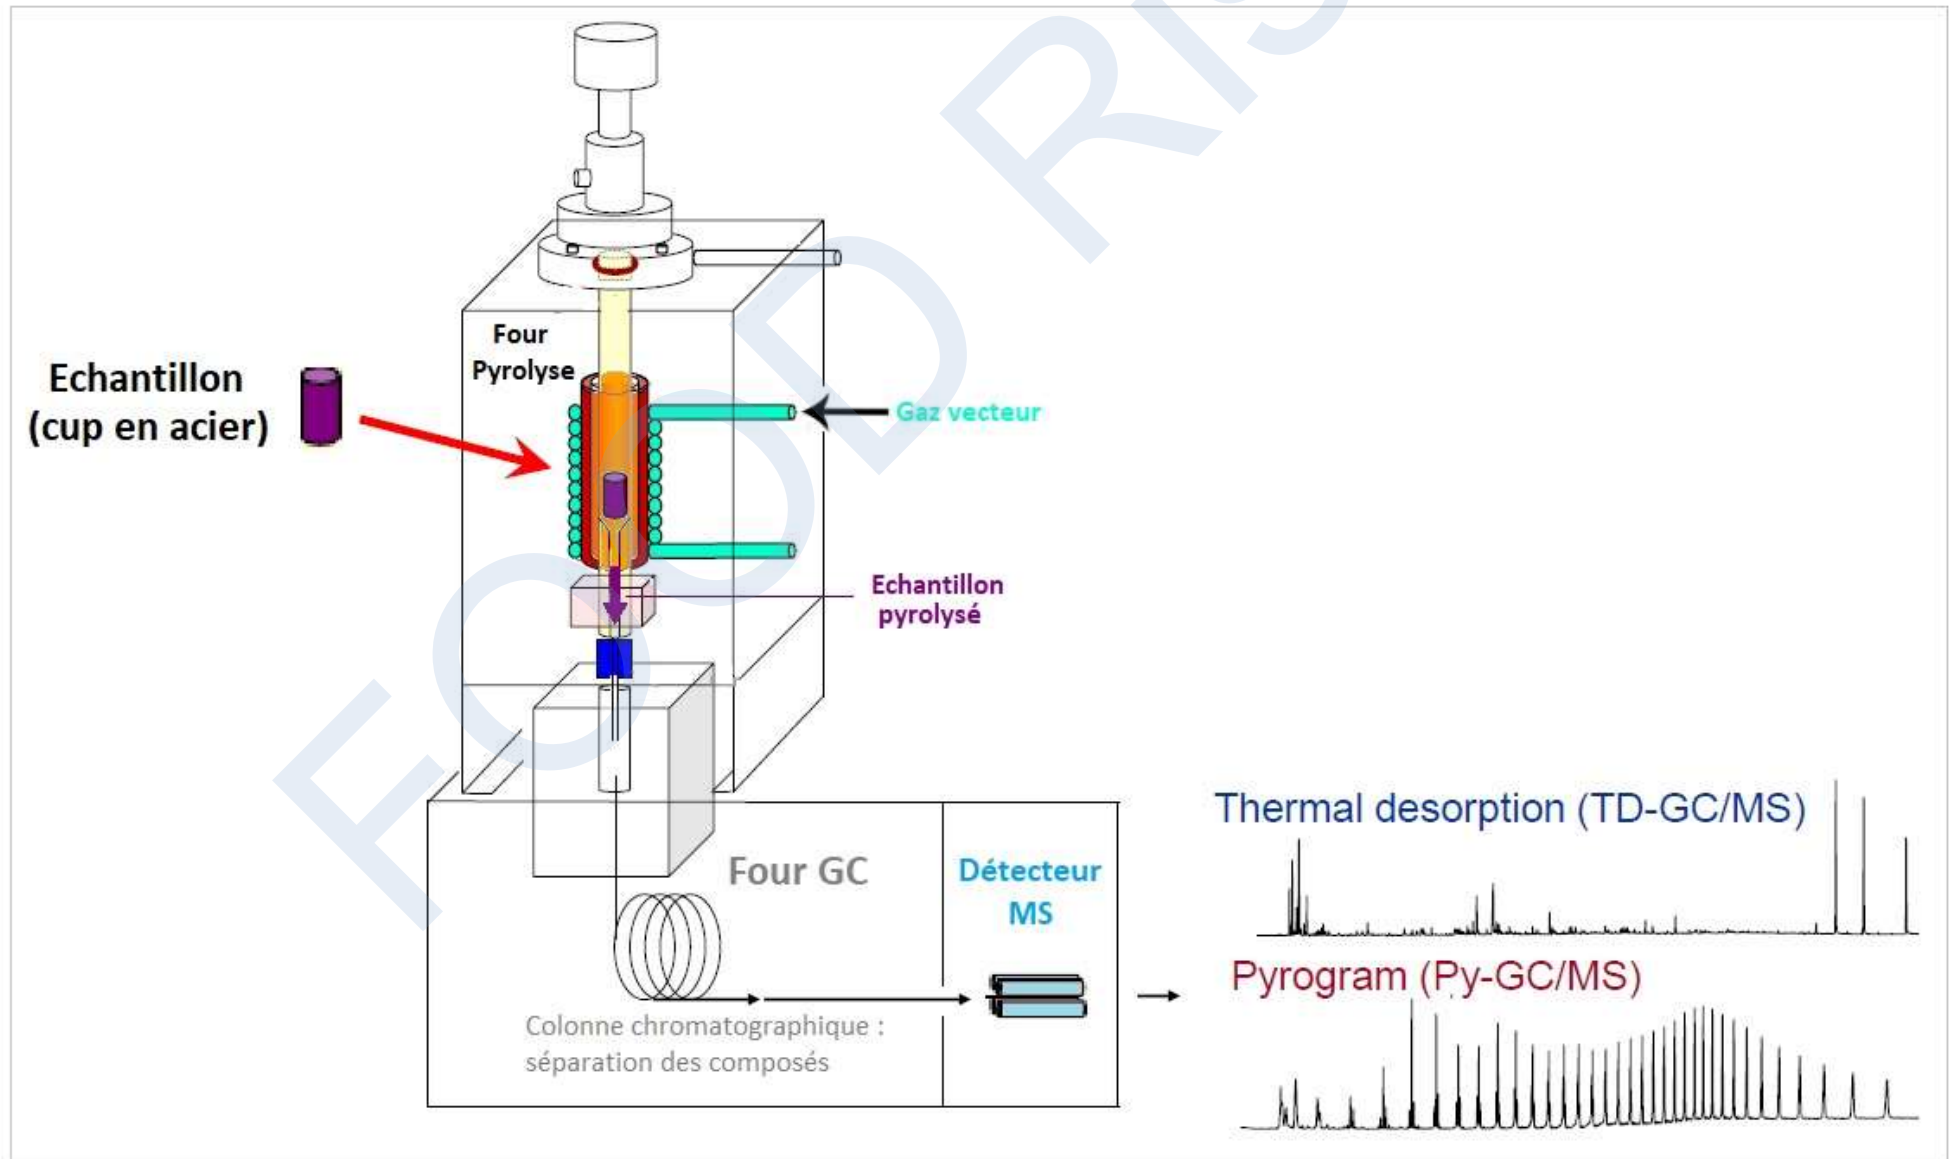 Four
Pyrolyse
Echantillon
(cup en acier)
Gaz vecteur
Echantillon
pyrolysé
Four GC
Détecteur
MS
Colonne chromatographique :
séparation des composés
Thermal desorption (TD-GC/MS)
Pyrogram (Py-GC/MS)
FOOD RIS